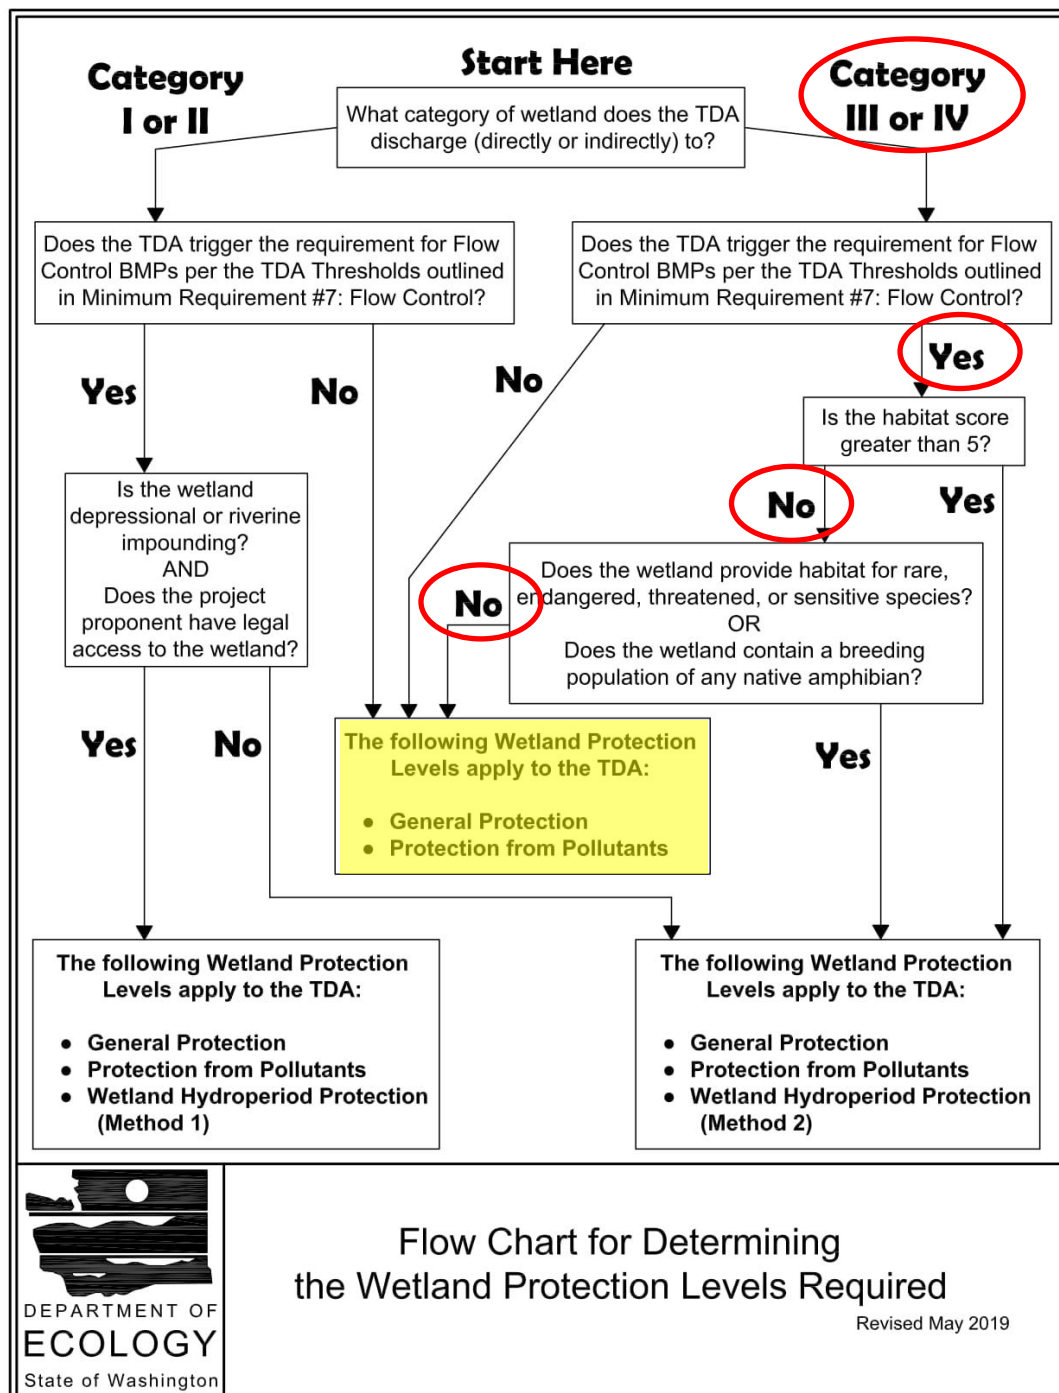 Start Here
Category
I or II
Category
III or IV
What category of wetland does the TDA
discharge (directly or indirectly) to?
Does the TDA trigger the requirement for Flow
Control BMPs per the TDA Thresholds outlined
in Minimum Requirement #7: Flow Control?
Does the TDA trigger the requirement for Flow
Control BMPs per the TDA Thresholds outlined
in Minimum Requirement #7: Flow Control?
Yes
No
No
Yes
Is the habitat score
greater than 5?
Is the wetland
depressional or riverine
impounding?
AND
Does the project
proponent have legal
access to the wetland?
No
Yes
Does the wetland provide habitat for rare,
endangered, threatened, or sensitive species?
OR
Does the wetland contain a breeding
population of any native amphibian?
No
Yes
No
The following Wetland Protection
Levels apply to the TDA:
● General Protection
● Protection from Pollutants
Yes
The following Wetland Protection
Levels apply to the TDA:
● General Protection
● Protection from Pollutants
● Wetland Hydroperiod Protection
(Method 1)
The following Wetland Protection
Levels apply to the TDA:
● General Protection
● Protection from Pollutants
● Wetland Hydroperiod Protection
(Method 2)
DEPARTMENT OF
ECOLOGY
State of Washington
Flow Chart for Determining
the Wetland Protection Levels Required
Revised May 2019